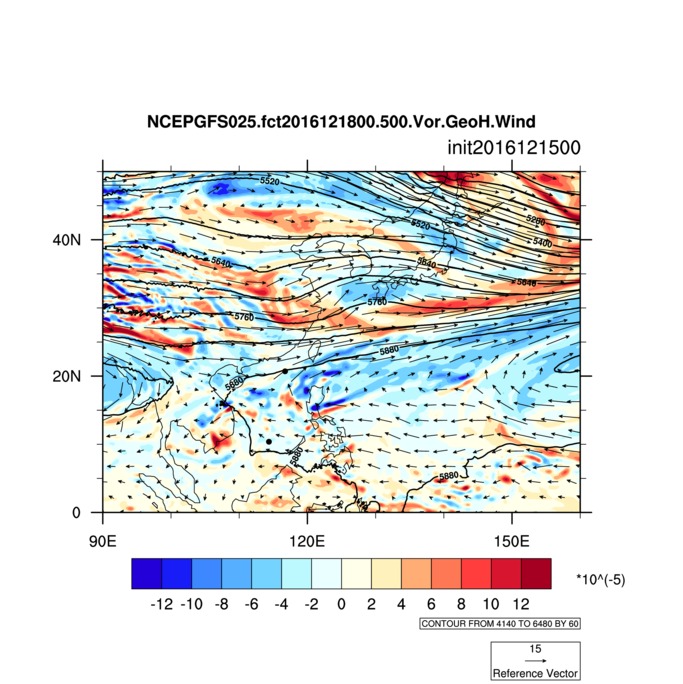 NCEPGFS025.fct2016121800.500.Vor.GeoH.Wind
init2016121500
5520
5280
5520
5400
40N
5640
5640
5640
5760
5760
5880
20N
5880
5880
5880
0
90E 120E 150E
-12 -10 -8 -6 -4 -2 0 2 4 6 8 10 12
*10^(-5)
CONTOUR FROM 4140 TO 6480 BY 60
15
Reference Vector